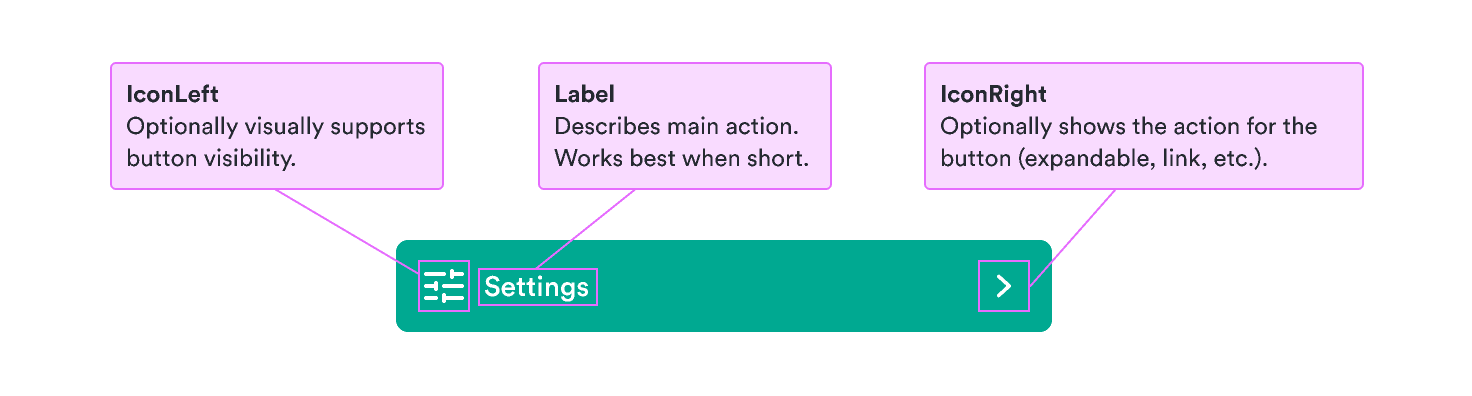 IconLeft
Optionally visually supports
button visibility.
Label
Describes main action.
Works best when short.
IconRight
Optionally shows the action for the
button (expandable, link, etc.).
Settings